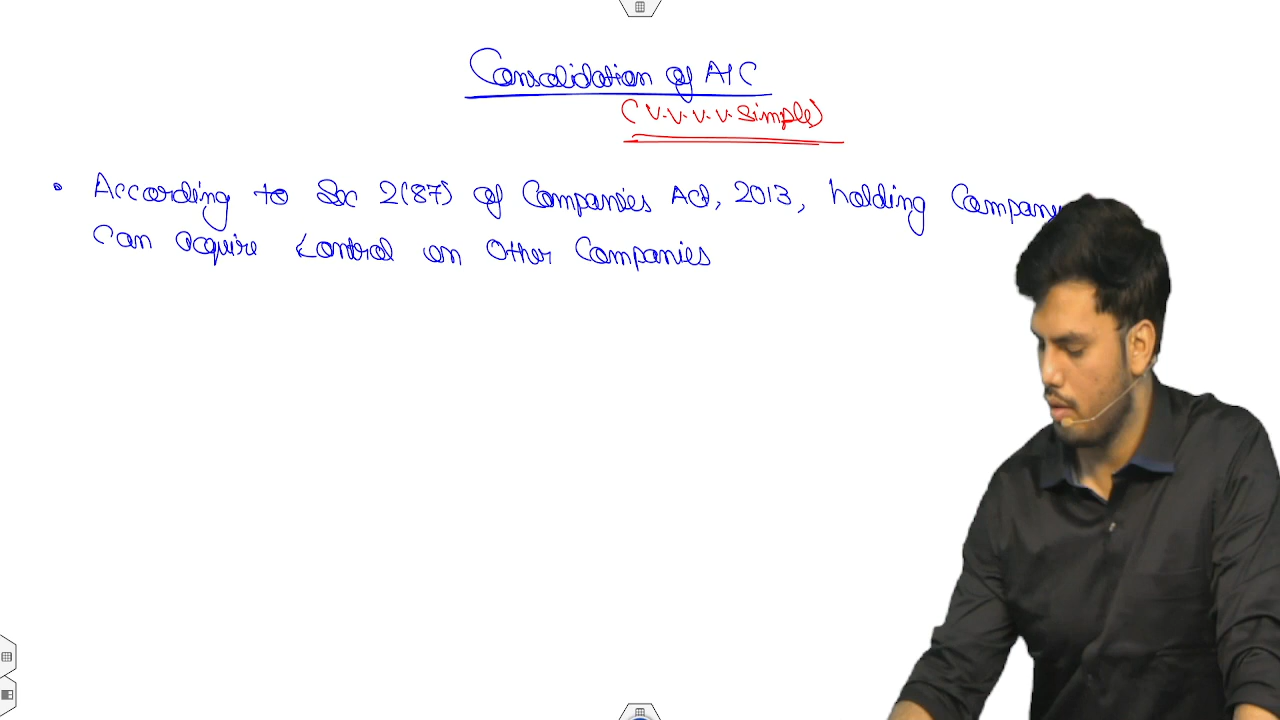 Consolidation of A/C
(V.V.V.V. Simple)
• According to Sec 2(87) of Companies Act, 2013, holding Company
can acquire control on other Companies